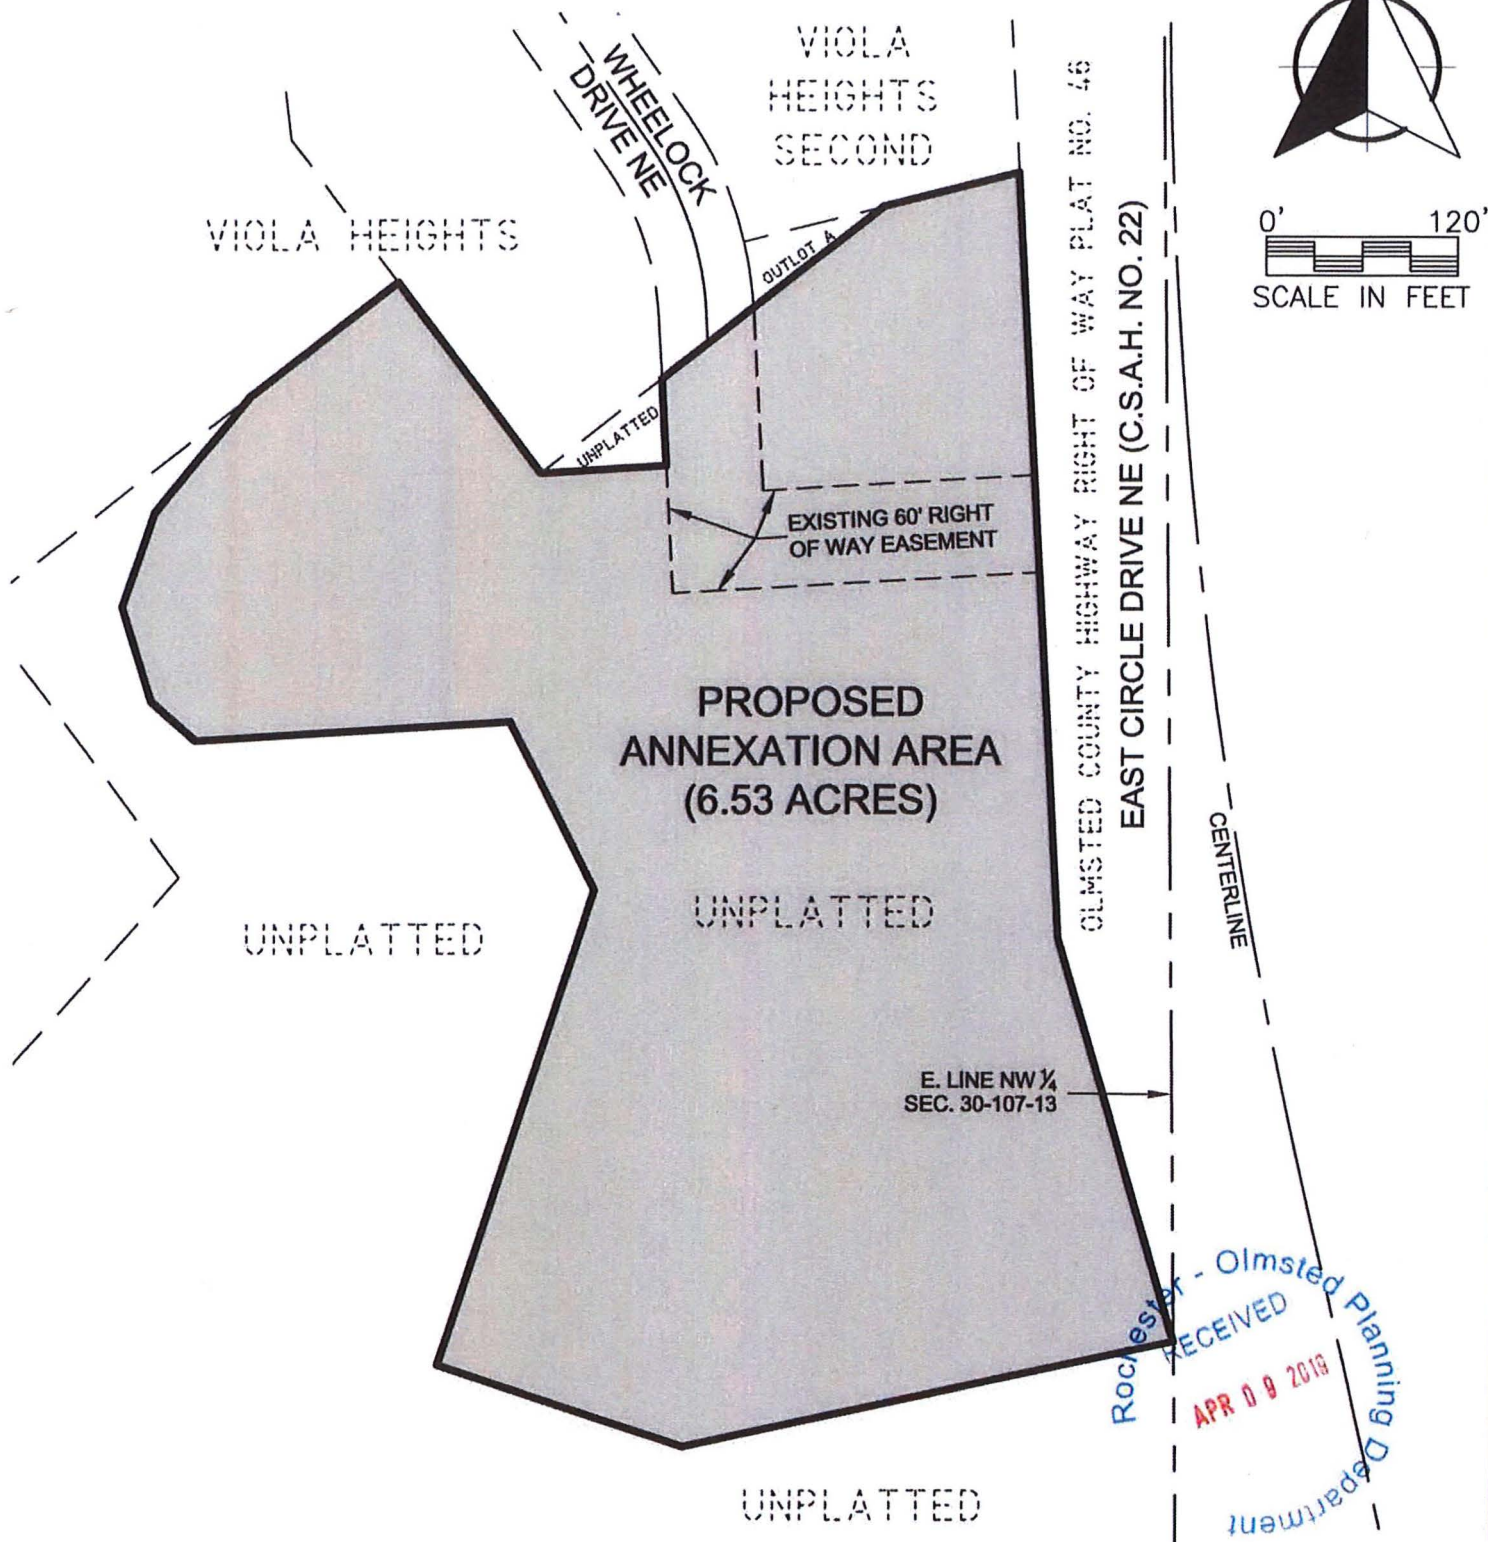 VIOLA
HEIGHTS
SECOND
WHEELOCK
DRIVE NE
VIOLA HEIGHTS
OUTLOT A
UNPLATTED
0' 120'
SCALE IN FEET
OLMSTED COUNTY HIGHWAY RIGHT OF WAY PLAT NO. 46
EAST CIRCLE DRIVE NE (C.S.A.H. NO. 22)
EXISTING 60' RIGHT
OF WAY EASEMENT
PROPOSED
ANNEXATION AREA
(6.53 ACRES)
UNPLATTED
UNPLATTED
CENTERLINE
E. LINE NW ¼
SEC. 30-107-13
Rochester - Olmsted Planning Department
RECEIVED
APR 09 2019
UNPLATTED